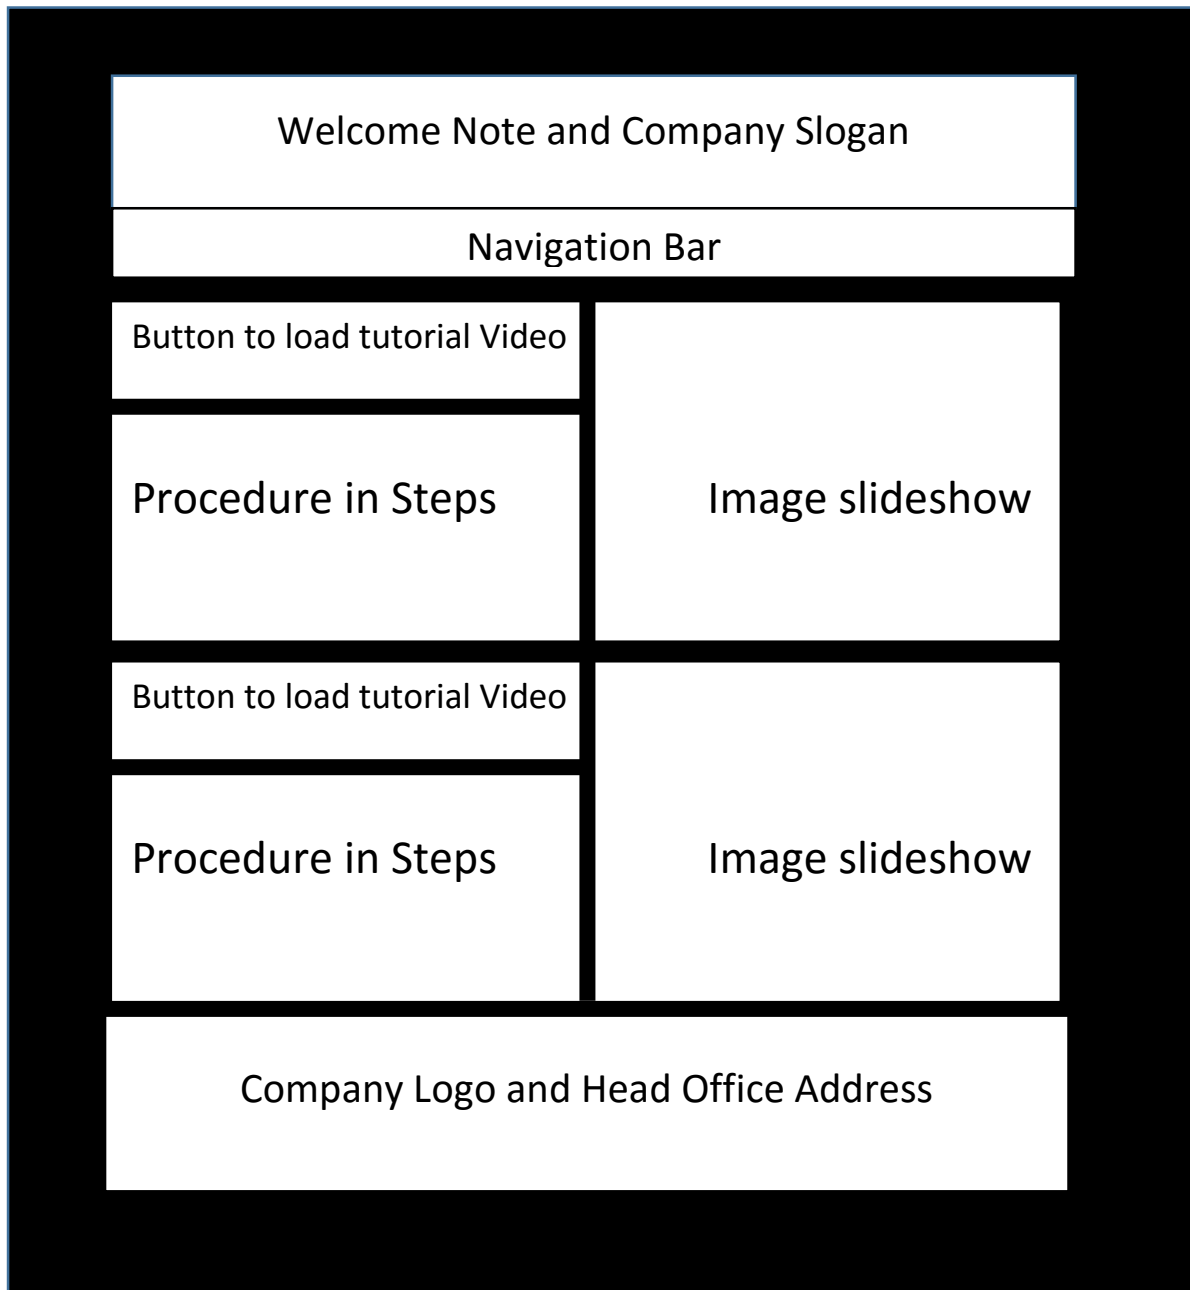 Welcome Note and Company Slogan
Navigation Bar
Button to load tutorial Video
Procedure in Steps
Image slideshow
Button to load tutorial Video
Procedure in Steps
Image slideshow
Company Logo and Head Office Address